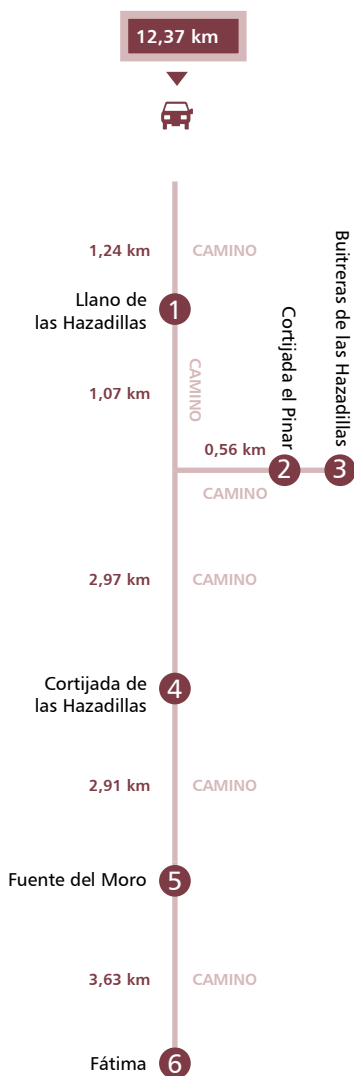 12,37 km
1,24 km
CAMINO
Llano de
las Hazadillas
1
1,07 km
CAMINO
Buitreras de las Hazadillas
Cortijada el Pinar
0,56 km
2
3
CAMINO
2,97 km
CAMINO
Cortijada de
las Hazadillas
4
2,91 km
CAMINO
Fuente del Moro
5
3,63 km
CAMINO
Fátima
6